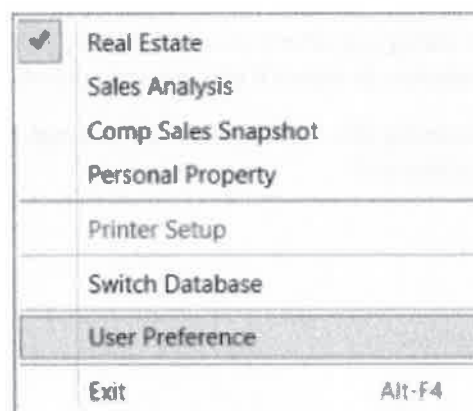 Real Estate
Sales Analysis
Comp Sales Snapshot
Personal Property
Printer Setup
Switch Database
User Preference
Exit Alt-F4